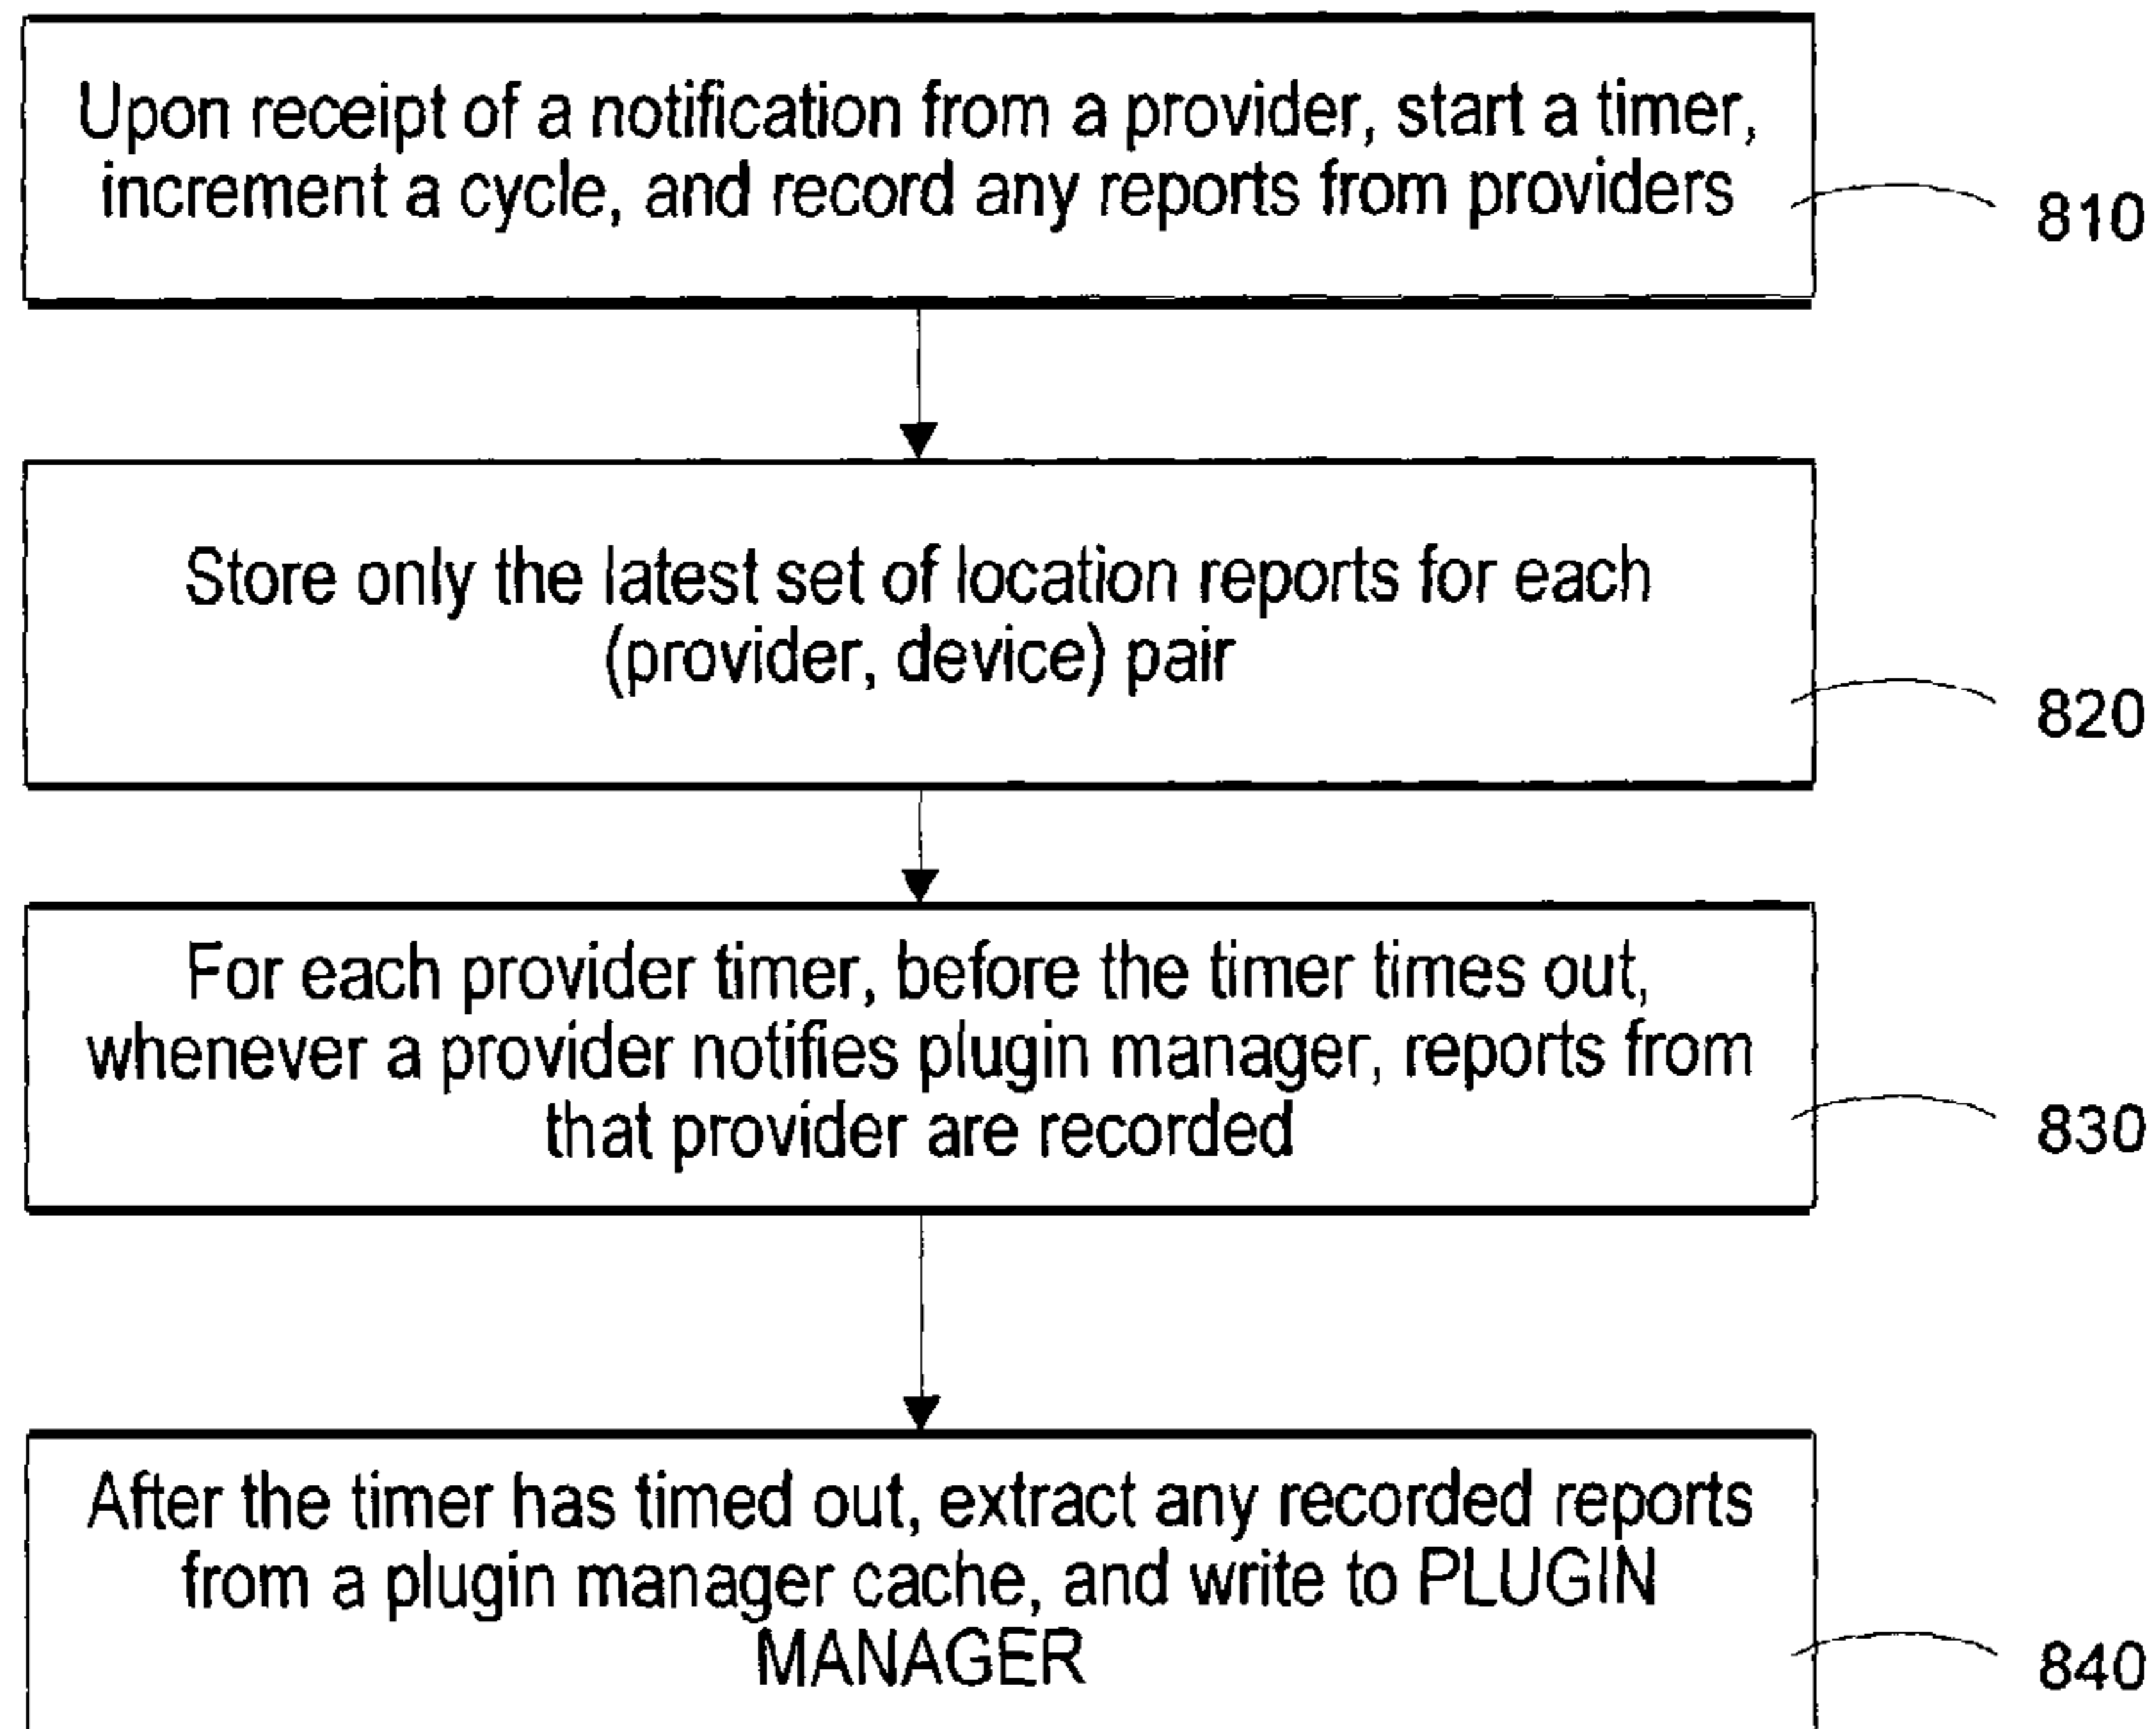 Upon receipt of a notification from a provider, start a timer,
increment a cycle, and record any reports from providers
810
Store only the latest set of location reports for each
(provider, device) pair
820
For each provider timer, before the timer times out,
whenever a provider notifies plugin manager, reports from
that provider are recorded
830
After the timer has timed out, extract any recorded reports
from a plugin manager cache, and write to PLUGIN
MANAGER
840